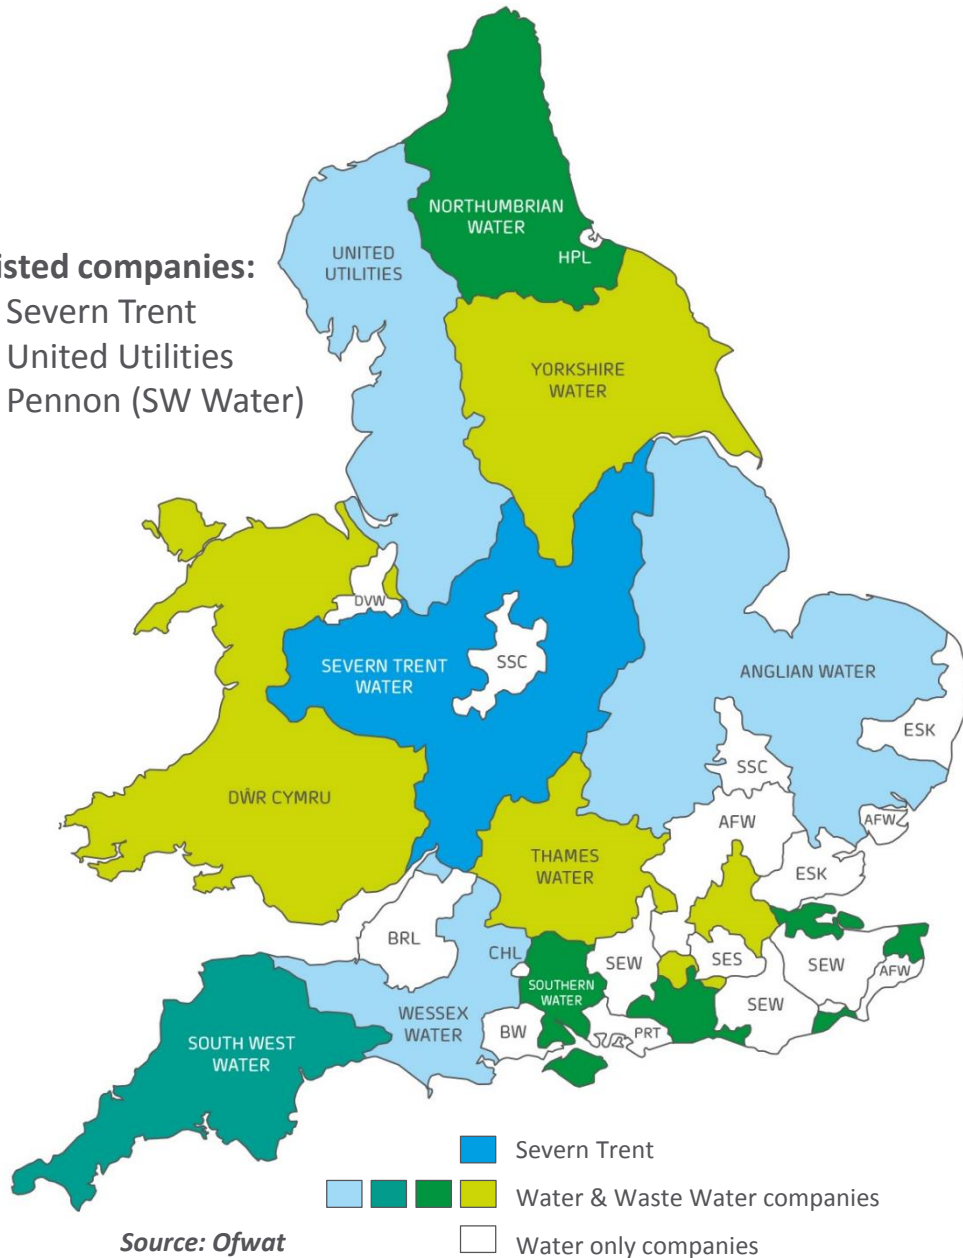 NORTHUMBRIAN
WATER
HPL
UNITED
UTILITIES
isted companies:
Severn Trent
United Utilities
Pennon (SW Water)
YORKSHIRE
WATER
DVW
SSC
SEVERN TRENT
WATER
ANGLIAN WATER
ESK
SSC
DŴR CYMRU
AFW
AFW
THAMES
WATER
ESK
BRL
CHL
SEW
SES
SEW
AFW
SOUTHERN
WATER
WESSEX
WATER
BW
PRT
SEW
SOUTH WEST
WATER
Severn Trent
Water & Waste Water companies
Source: Ofwat
Water only companies